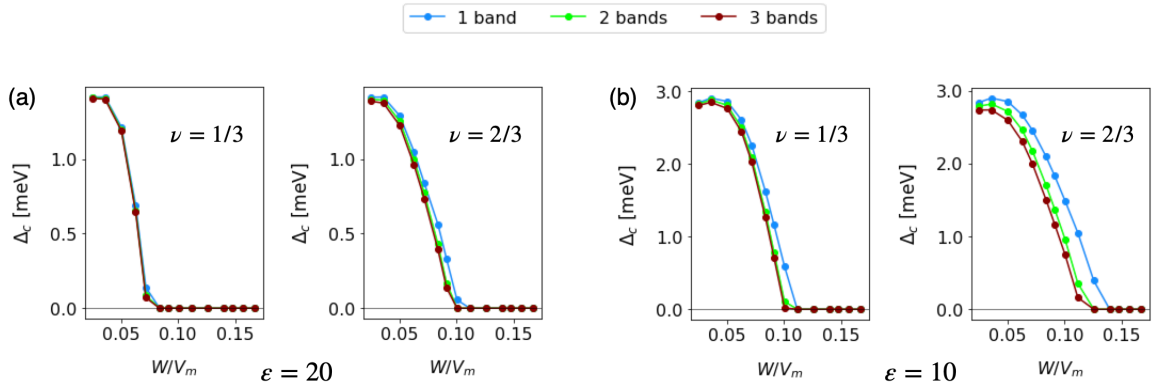 1 band 2 bands 3 bands
(a)
ν = 1/3
Δc [meV]
1.0
0.5
0.0
0.05 0.10 0.15
W/Vm
ν = 2/3
Δc [meV]
1.0
0.5
0.0
0.05 0.10 0.15
W/Vm
ε = 20
(b)
ν = 1/3
Δc [meV]
3.0
2.0
1.0
0.0
0.05 0.10 0.15
W/Vm
ν = 2/3
Δc [meV]
3.0
2.0
1.0
0.0
0.05 0.10 0.15
W/Vm
ε = 10